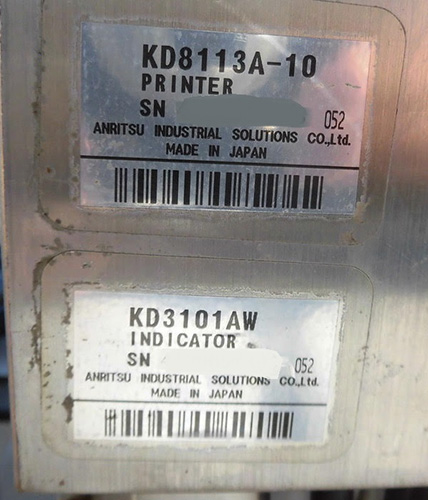 KD8113A-10
PRINTER
SN
052
ANRITSU INDUSTRIAL SOLUTIONS CO.,Ltd.
MADE IN JAPAN
KD3101AW
INDICATOR
SN
052
ANRITSU INDUSTRIAL SOLUTIONS CO.,Ltd.
MADE IN JAPAN